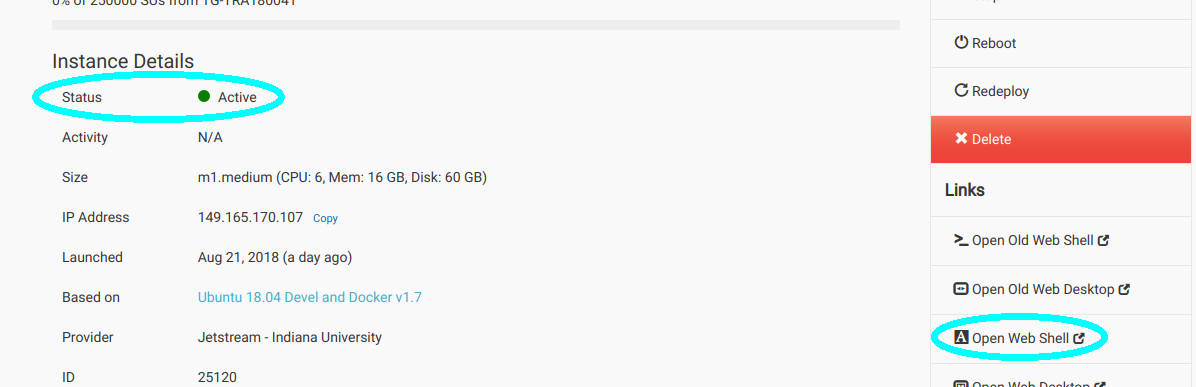 0% of 250000 SUs from TG-TRA180041
Instance Details
Status Active
Activity N/A
Size m1.medium (CPU: 6, Mem: 16 GB, Disk: 60 GB)
IP Address 149.165.170.107 Copy
Launched Aug 21, 2018 (a day ago)
Based on Ubuntu 18.04 Devel and Docker v1.7
Provider Jetstream - Indiana University
ID 25120
Reboot
Redeploy
Delete
Links
Open Old Web Shell
Open Old Web Desktop
Open Web Shell
Open Web Desktop